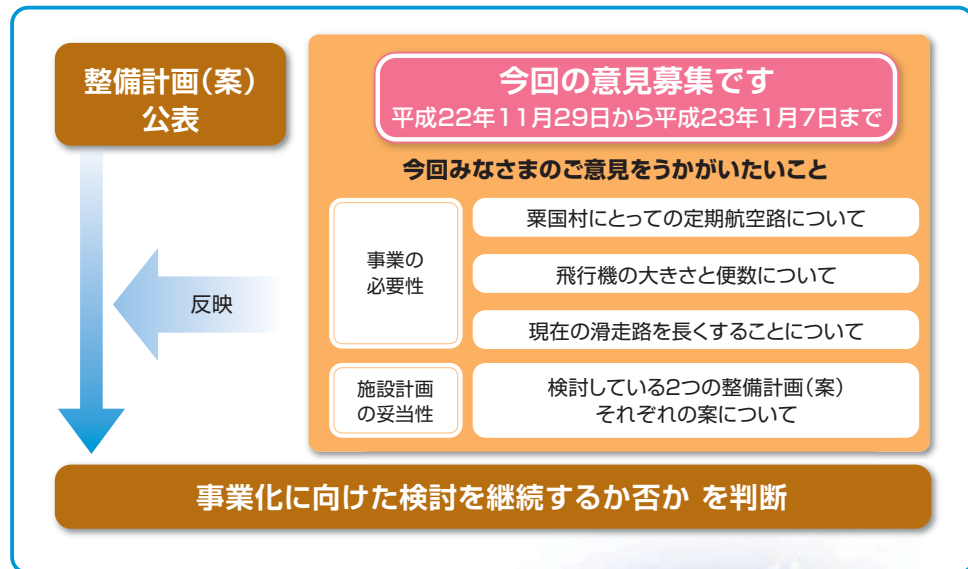 整備計画(案)
公表
今回の意見募集です
平成22年11月29日から平成23年1月7日まで
今回みなさまのご意見をうかがいたいこと
事業の
必要性
粟国村にとっての定期航空路について
飛行機の大きさと便数について
現在の滑走路を長くすることについて
反映
施設計画
の妥当性
検討している2つの整備計画(案)
それぞれの案について
事業化に向けた検討を継続するか否か を判断